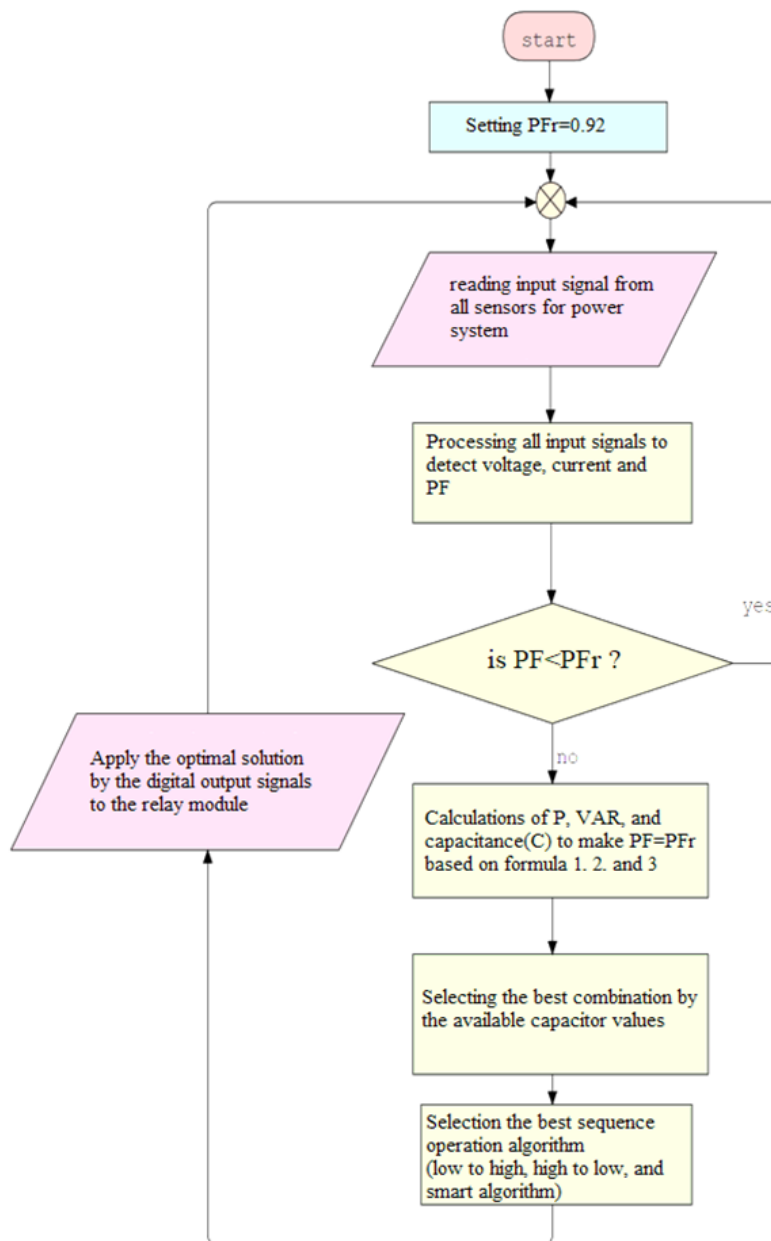 start
Setting PFr=0.92
reading input signal from
all sensors for power
system
Processing all input signals to
detect voltage, current and
PF
yes
is PF<PFr ?
no
Apply the optimal solution
by the digital output signals
to the relay module
Calculations of P, VAR, and
capacitance(C) to make PF=PFr
based on formula 1. 2. and 3
Selecting the best combination by
the available capacitor values
Selection the best sequence
operation algorithm
(low to high, high to low, and
smart algorithm)